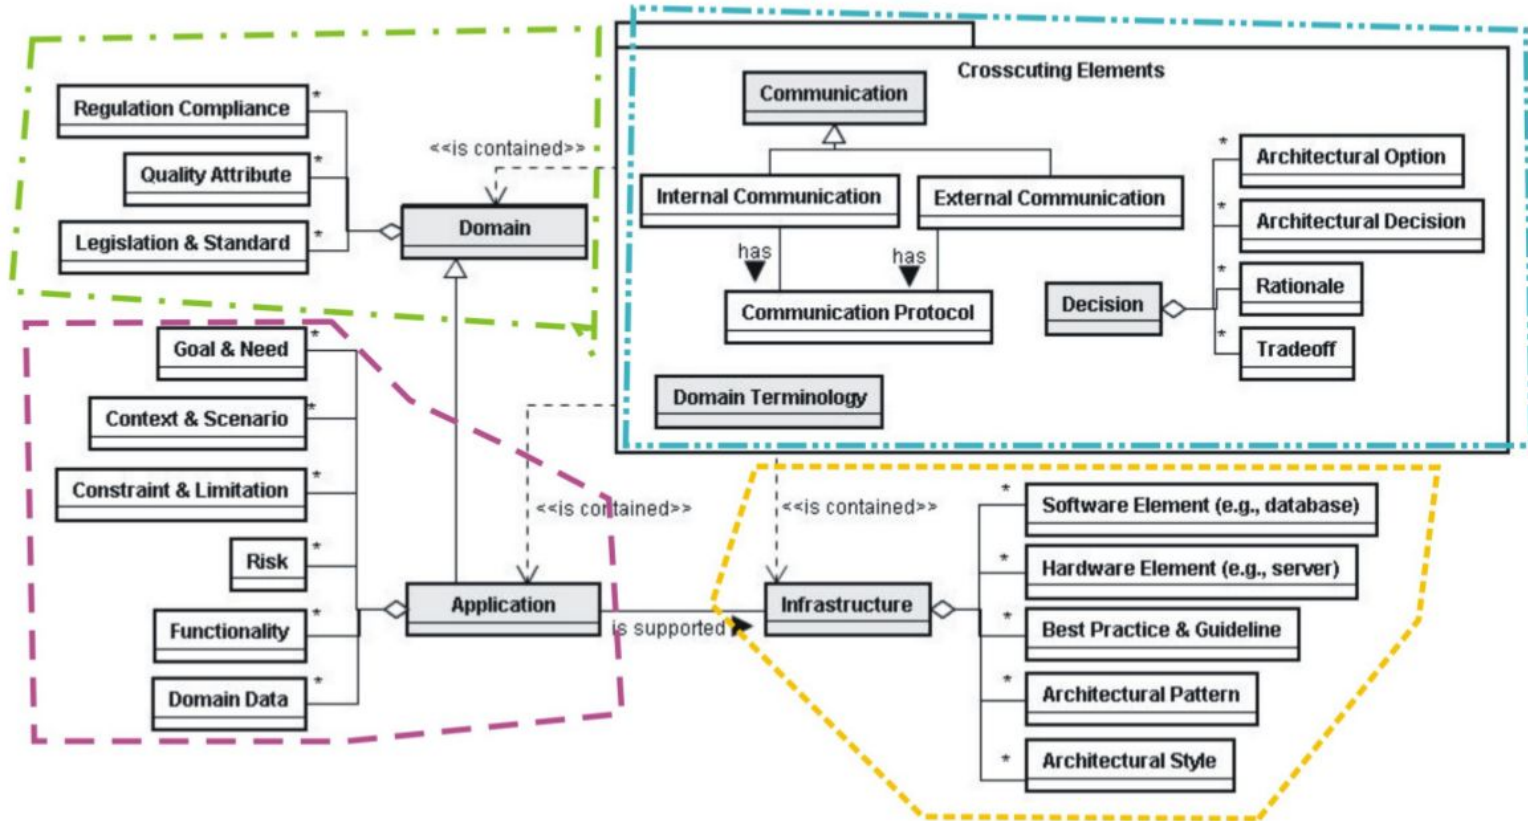 Crosscuting Elements
Communication
Regulation Compliance
*
Quality Attribute
*
Legislation & Standard
*
<<is contained>>
Domain
Internal Communication
External Communication
has
has
Communication Protocol
Decision
*
Architectural Option
*
Architectural Decision
*
Rationale
*
Tradeoff
Domain Terminology
Goal & Need
*
Context & Scenario
*
Constraint & Limitation
*
Risk
*
Functionality
*
Domain Data
*
<<is contained>>
<<is contained>>
Application
is supported
Infrastructure
*
Software Element (e.g., database)
*
Hardware Element (e.g., server)
*
Best Practice & Guideline
*
Architectural Pattern
*
Architectural Style